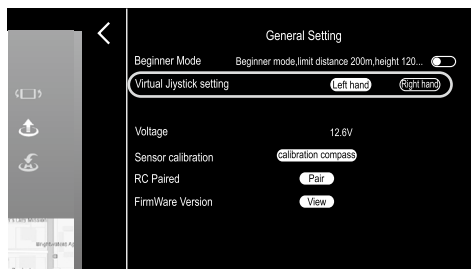 General Setting
Beginner Mode Beginner mode,limit distance 200m,height 120...
Virtual Jiystick setting Left hand Right hand
Voltage 12.6V
Sensor calibration calibration compass
RC Paired Pair
FirmWare Version View